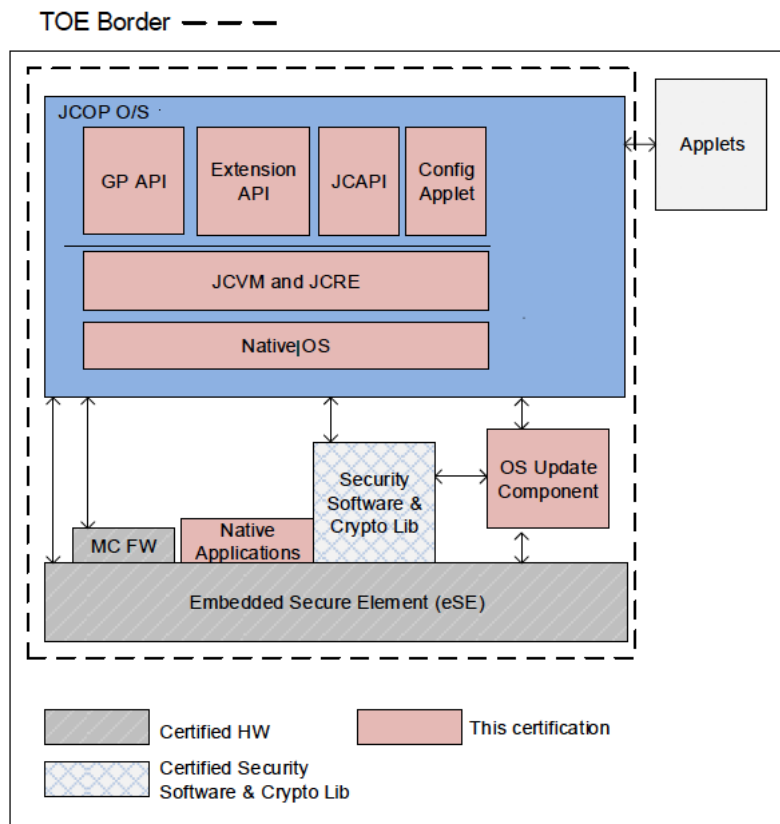 TOE Border
JCOP O/S
GP API
Extension
API
JCAPI
Config
Applet
Applets
JCVM and JCRE
Native|OS
Security
Software &
Crypto Lib
OS Update
Component
MC FW
Native
Applications
Embedded Secure Element (eSE)
Certified HW
This certification
Certified Security
Software & Crypto Lib